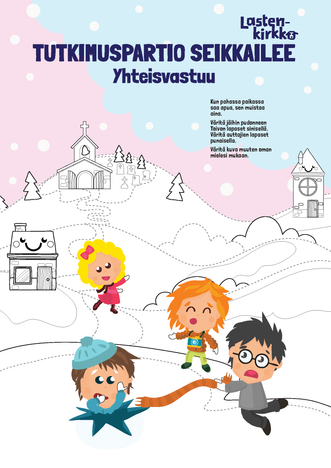 Lasten-
kirkko
TUTKIMUSPARTIO SEIKKAILEE
Yhteisvastuu
Kun pahassa paikassa
saa apua, sen muistaa
aina.
Väritä jäihin pudonneen
Taivon lapaset sinisellä.
Väritä auttajien lapaset
punaisella.
Väritä kuva muuten oman
mielesi mukaan.